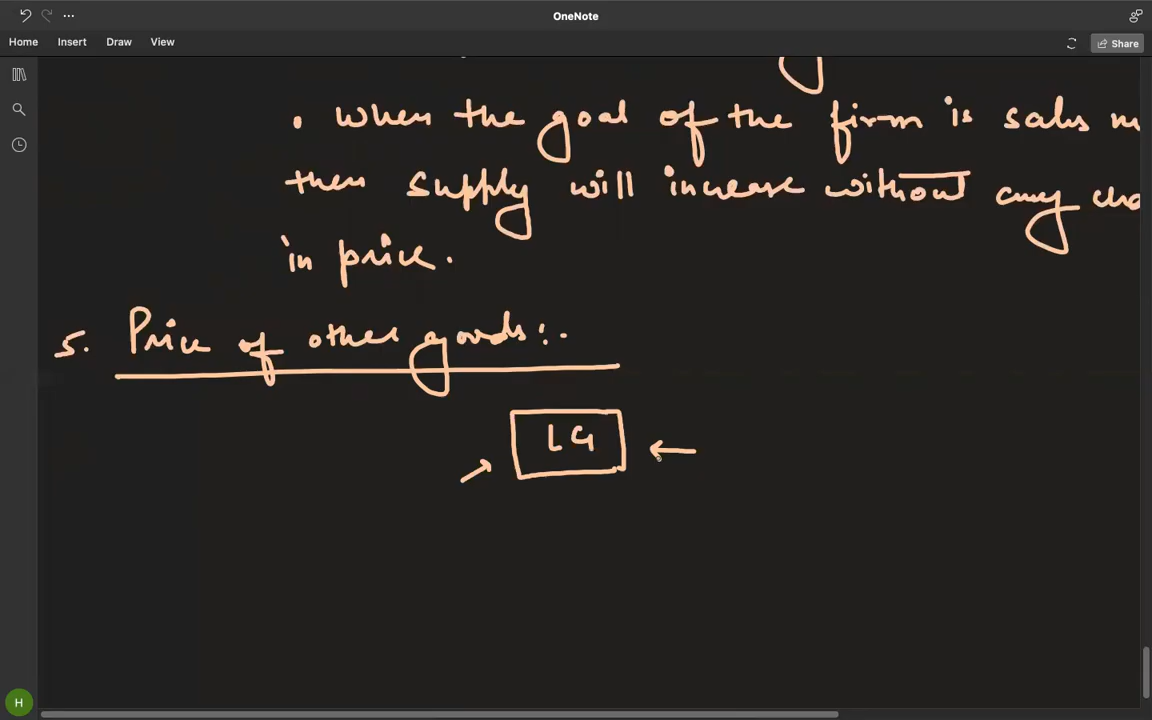 OneNote
Home Insert Draw View Share
. When the goal of the firm is sales
then supply will increase without any
in price.
5. Price of other goods:-
LG
H